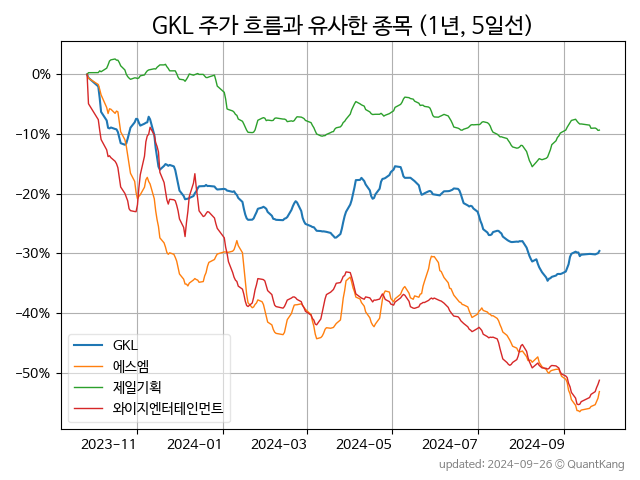 GKL 주가 흐름과 유사한 종목 (1년, 5일선)
0%
−10%
−20%
−30%
−40%
−50%
GKL
에스엠
제일기획
와이지엔터테인먼트
2023−11
2024−01
2024−03
2024−05
2024−07
2024−09
updated: 2024-09-26 © QuantKang